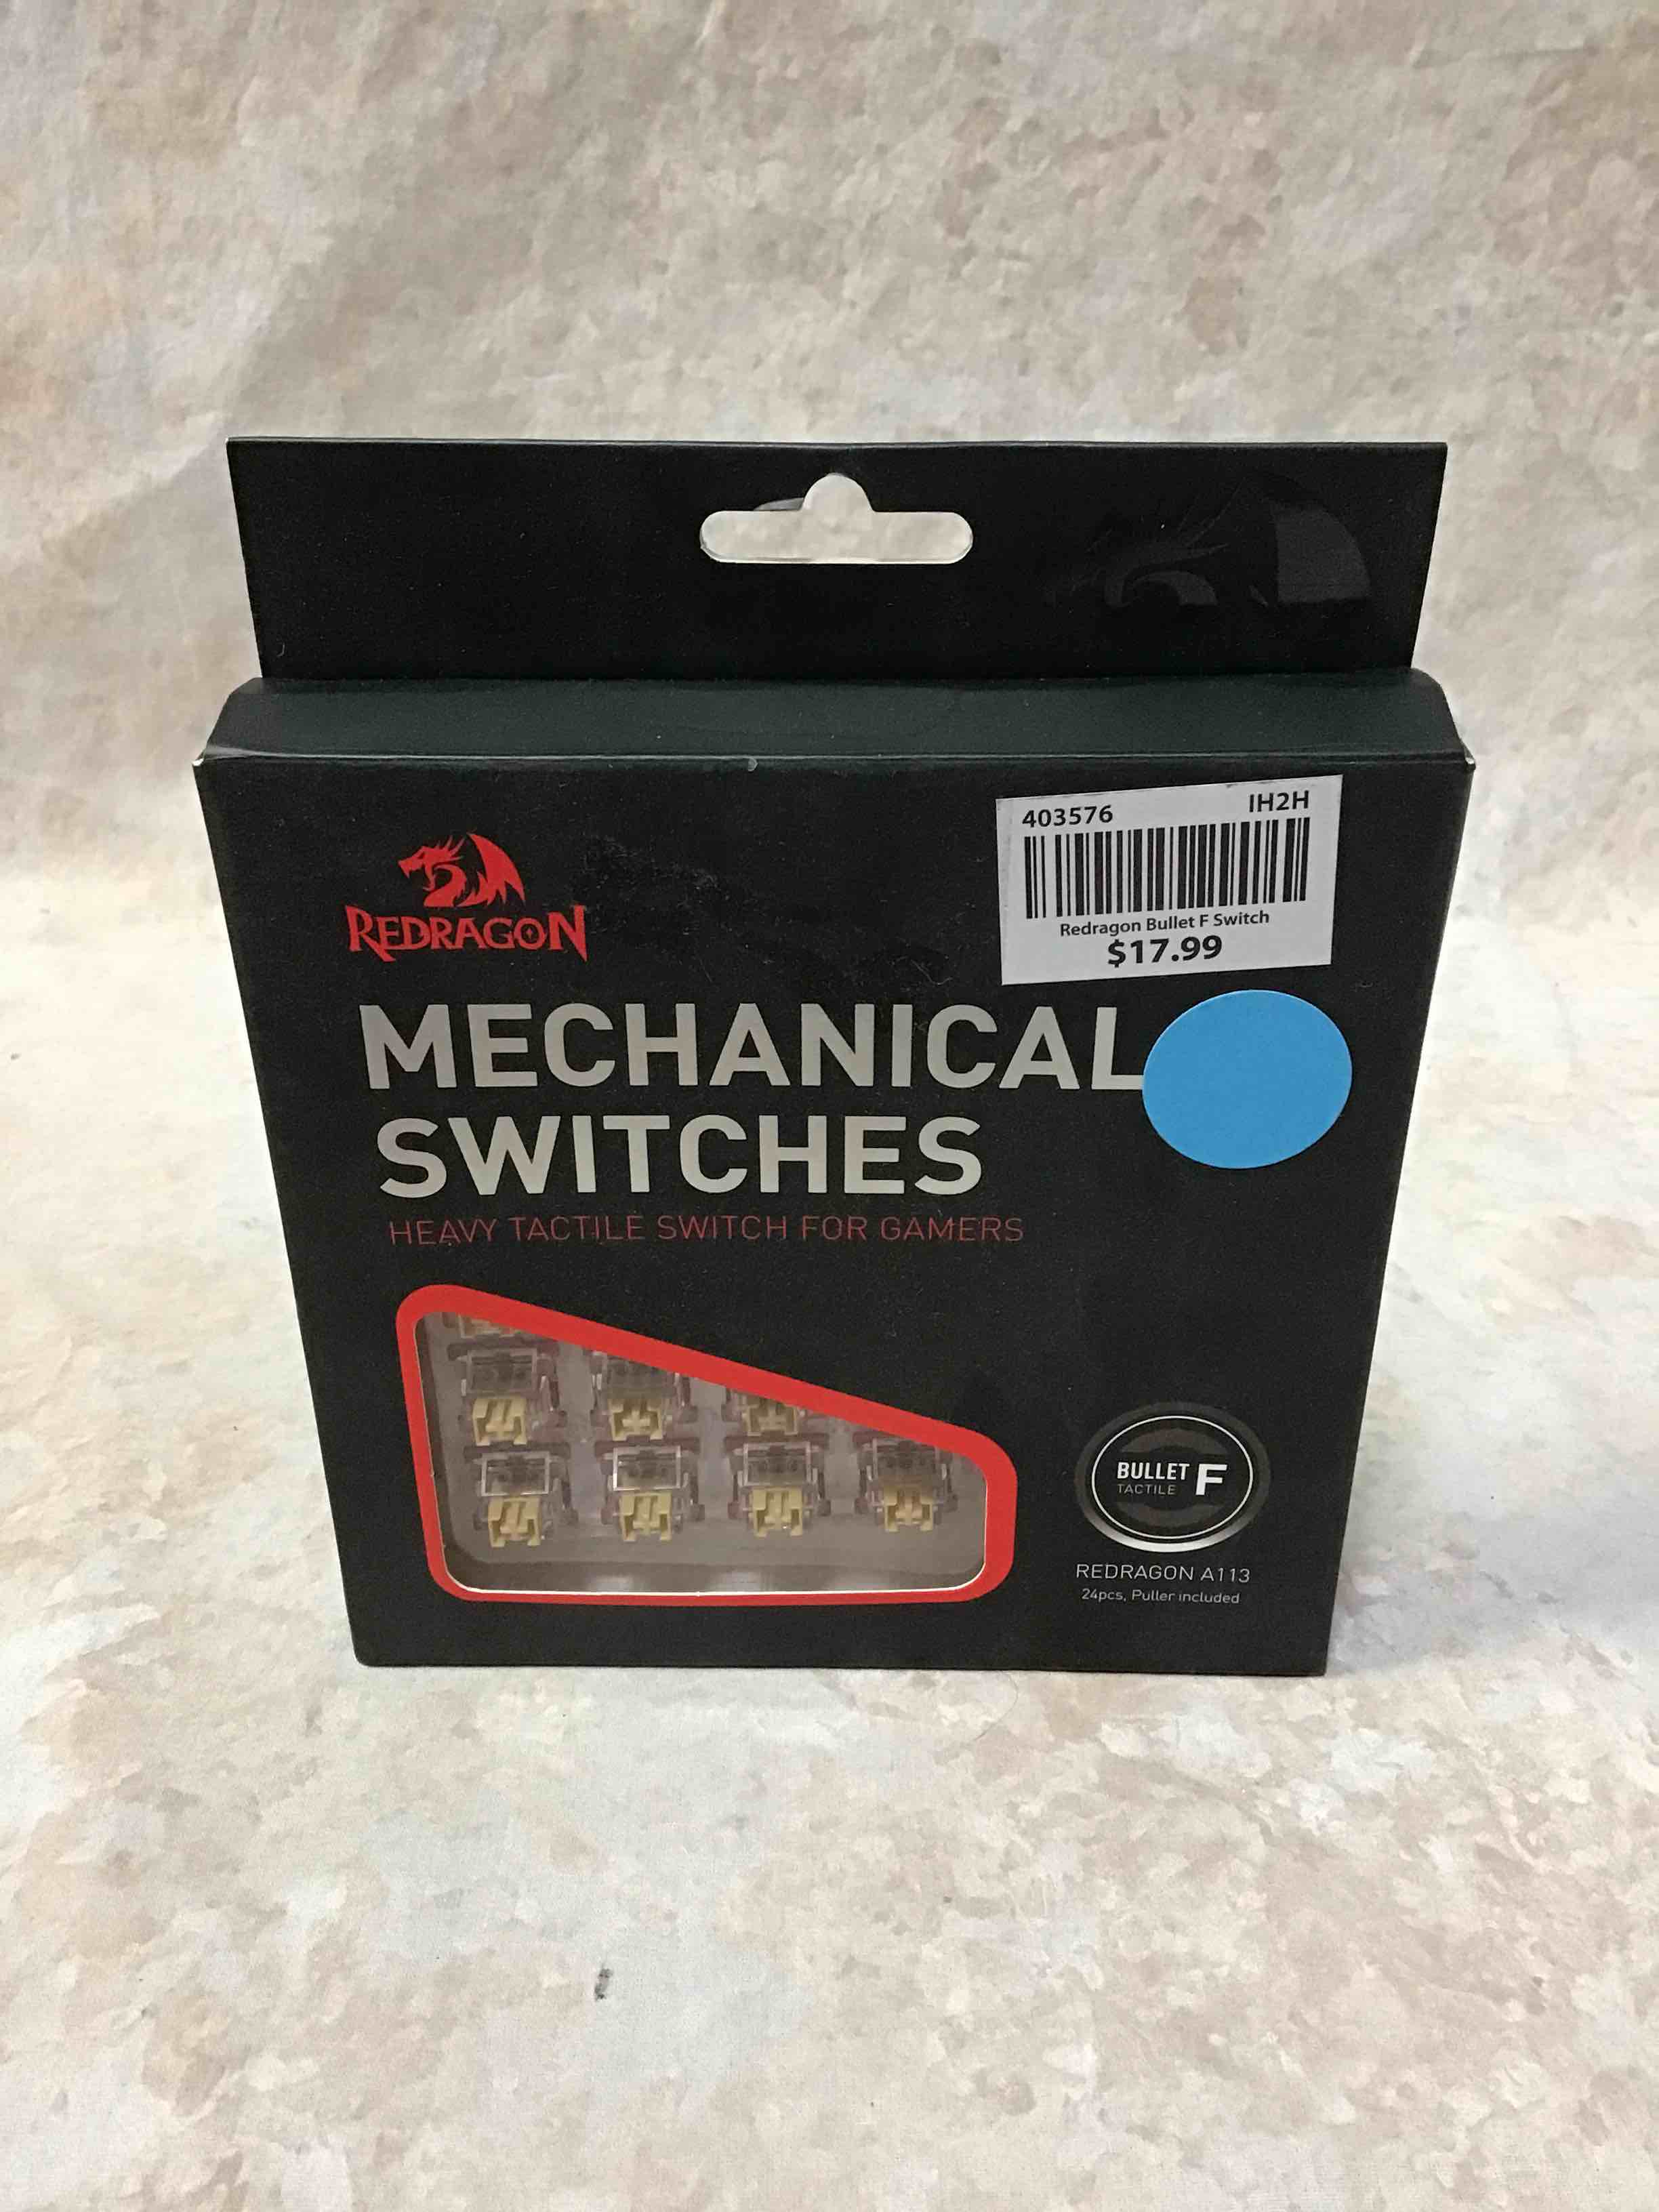 403576 IH2H
Redragon Bullet F Switch
$17.99
REDRAGON
MECHANICAL
SWITCHES
HEAVY TACTILE SWITCH FOR GAMERS
BULLET F
TACTILE
REDRAGON A113
24pcs, Puller included